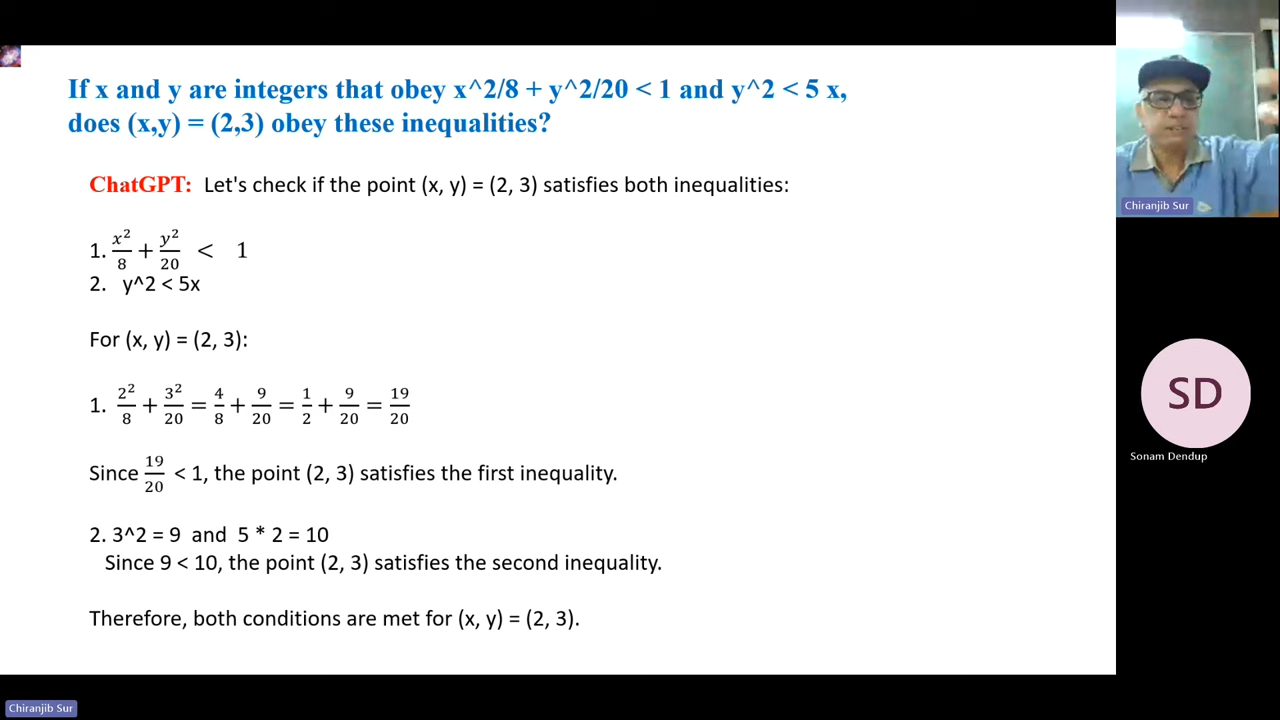 If x and y are integers that obey x^2/8 + y^2/20 < 1 and y^2 < 5 x,
does (x,y) = (2,3) obey these inequalities?
ChatGPT: Let's check if the point (x, y) = (2, 3) satisfies both inequalities:
1. x²/8 + y²/20 < 1
2. y^2 < 5x
For (x, y) = (2, 3):
1. 2²/8 + 3²/20 = 4/8 + 9/20 = 1/2 + 9/20 = 19/20
Since 19/20 < 1, the point (2, 3) satisfies the first inequality.
2. 3^2 = 9 and 5 * 2 = 10
Since 9 < 10, the point (2, 3) satisfies the second inequality.
Therefore, both conditions are met for (x, y) = (2, 3).
Chiranjib Sur
SD
Sonam Dendup
Chiranjib Sur